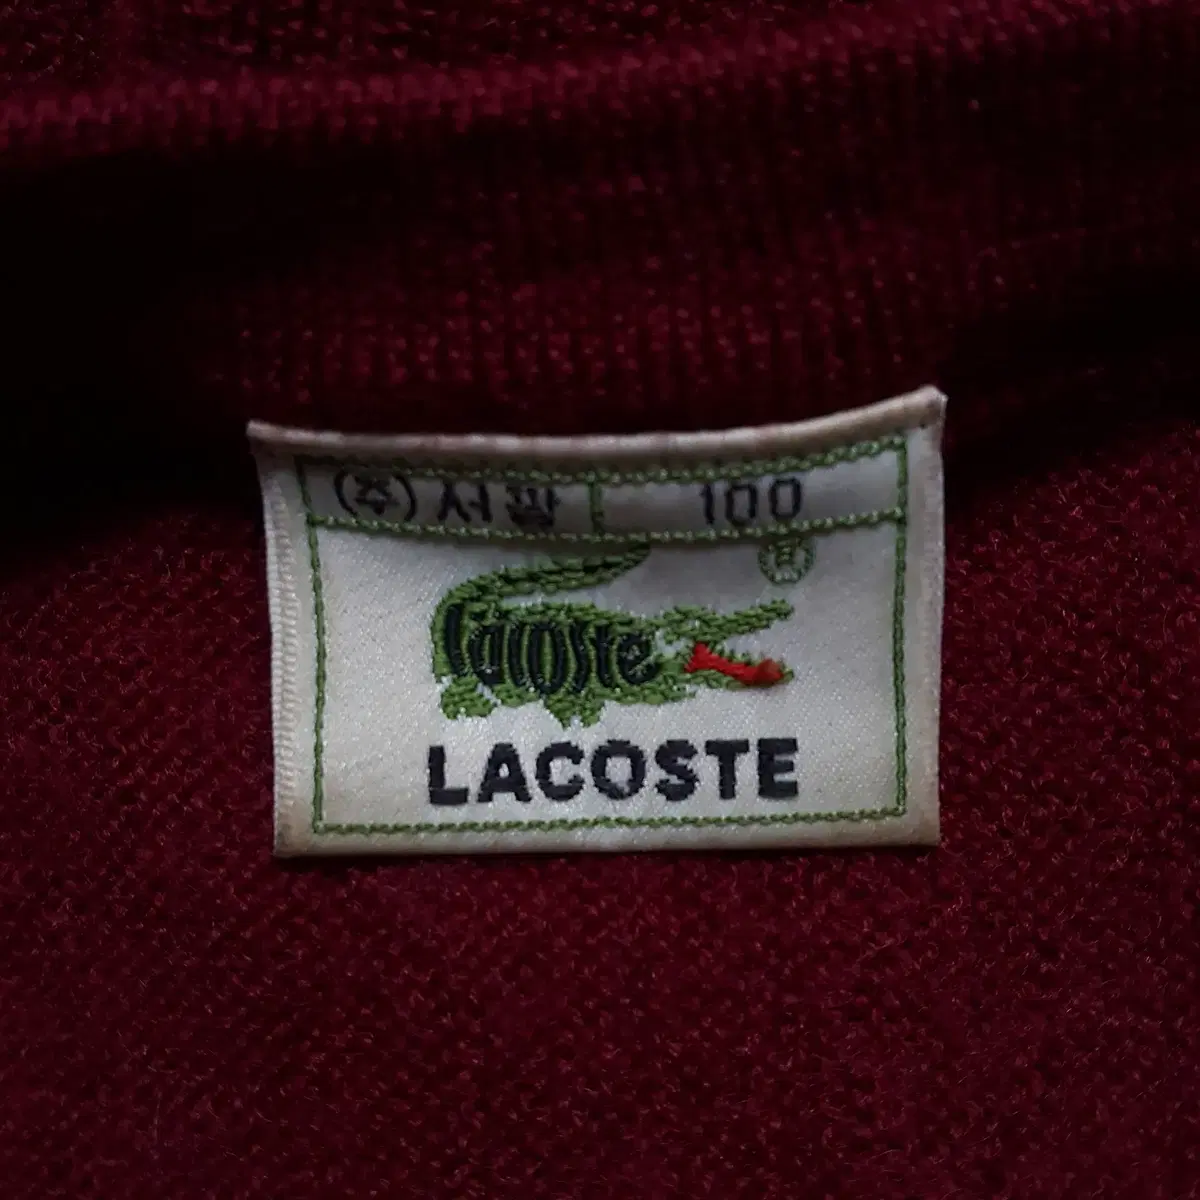 (주) 서광 100
®
Lacoste
LACOSTE